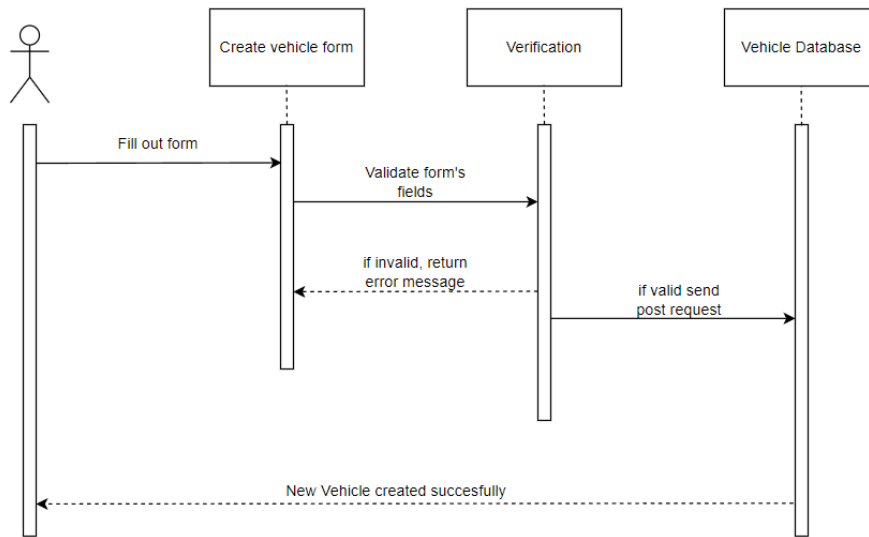 Create vehicle form
Verification
Vehicle Database
Fill out form
Validate form's
fields
if invalid, return
error message
if valid send
post request
New Vehicle created succesfully